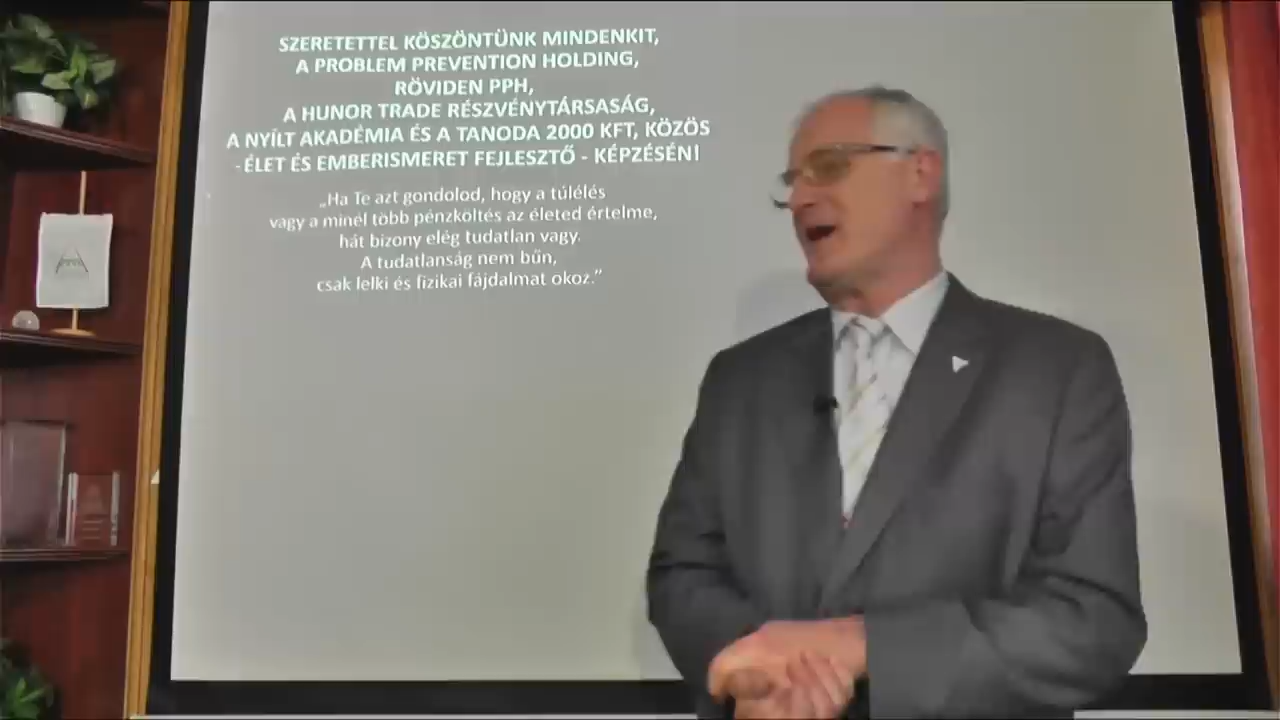 SZERETETTEL KÖSZÖNTÜNK MINDENKIT,
A PROBLEM PREVENTION HOLDING,
RÖVIDEN PPH,
A HUNOR TRADE RÉSZVÉNYTÁRSASÁG,
A NYÍLT AKADÉMIA ÉS A TANODA 2000 KFT, KÖZÖS
- ÉLET ÉS EMBERISMERET FEJLESZTŐ - KÉPZÉSÉN!
„Ha Te azt gondolod, hogy a túlélés
vagy a minél több pénzköltés az életed értelme,
hát bizony elég tudatlan vagy.
A tudatlanság nem bűn,
csak lelki és fizikai fájdalmat okoz.”